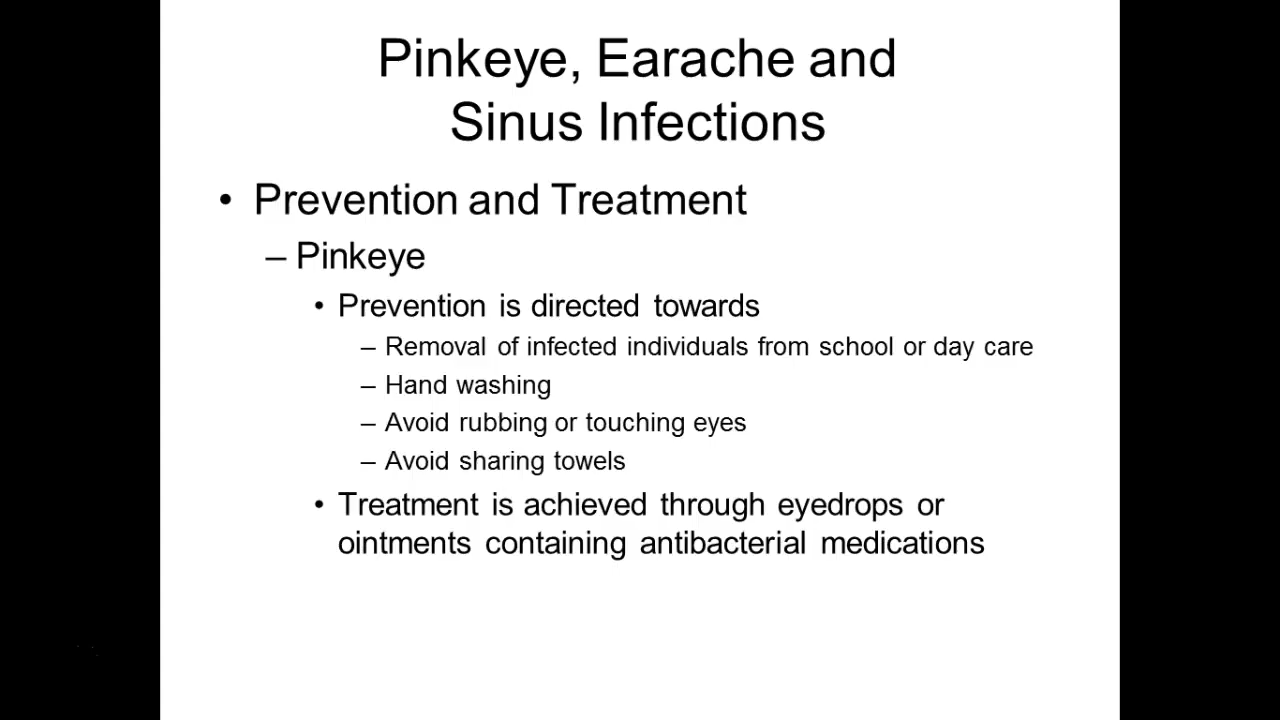 Pinkeye, Earache and
Sinus Infections
• Prevention and Treatment
– Pinkeye
• Prevention is directed towards
– Removal of infected individuals from school or day care
– Hand washing
– Avoid rubbing or touching eyes
– Avoid sharing towels
• Treatment is achieved through eyedrops or
ointments containing antibacterial medications